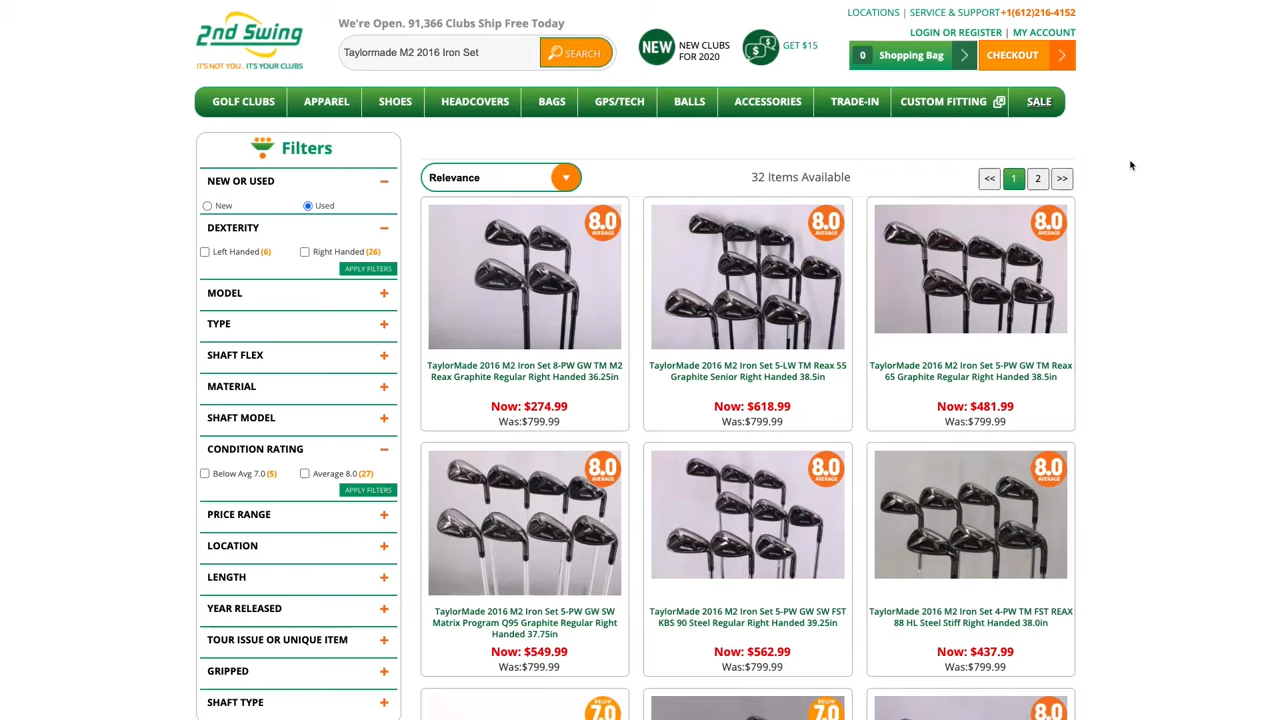 2nd Swing
IT'S NOT YOU.. IT'S YOUR CLUBS
We're Open. 91,366 Clubs Ship Free Today
Taylormade M2 2016 Iron Set
SEARCH
NEW
NEW CLUBS
FOR 2020
GET $15
LOCATIONS | SERVICE & SUPPORT +1(612)216-4152
LOGIN OR REGISTER | MY ACCOUNT
0 Shopping Bag
CHECKOUT
GOLF CLUBS APPAREL SHOES HEADCOVERS BAGS GPS/TECH BALLS ACCESSORIES TRADE-IN CUSTOM FITTING SALE
Filters
NEW OR USED
New Used
DEXTERITY
Left Handed (6) Right Handed (26)
APPLY FILTERS
MODEL
TYPE
SHAFT FLEX
MATERIAL
SHAFT MODEL
CONDITION RATING
Below Avg 7.0 (5) Average 8.0 (27)
APPLY FILTERS
PRICE RANGE
LOCATION
LENGTH
YEAR RELEASED
TOUR ISSUE OR UNIQUE ITEM
GRIPPED
SHAFT TYPE
Relevance
32 Items Available
<< 1 2 >>
8.0
AVERAGE
TaylorMade 2016 M2 Iron Set 8-PW GW TM M2
Reax Graphite Regular Right Handed 36.25in
Now: $274.99
Was:$799.99
8.0
AVERAGE
TaylorMade 2016 M2 Iron Set 5-LW TM Reax 55
Graphite Senior Right Handed 38.5in
Now: $618.99
Was:$799.99
8.0
AVERAGE
TaylorMade 2016 M2 Iron Set 5-PW GW TM Reax
65 Graphite Regular Right Handed 38.5in
Now: $481.99
Was:$799.99
8.0
AVERAGE
TaylorMade 2016 M2 Iron Set 5-PW GW SW
Matrix Program Q95 Graphite Regular Right
Handed 37.75in
Now: $549.99
Was:$799.99
8.0
AVERAGE
TaylorMade 2016 M2 Iron Set 5-PW GW SW FST
KBS 90 Steel Regular Right Handed 39.25in
Now: $562.99
Was:$799.99
8.0
AVERAGE
TaylorMade 2016 M2 Iron Set 4-PW TM FST REAX
88 HL Steel Stiff Right Handed 38.0in
Now: $437.99
Was:$799.99
BELOW
7.0
BELOW
7.0
8.0